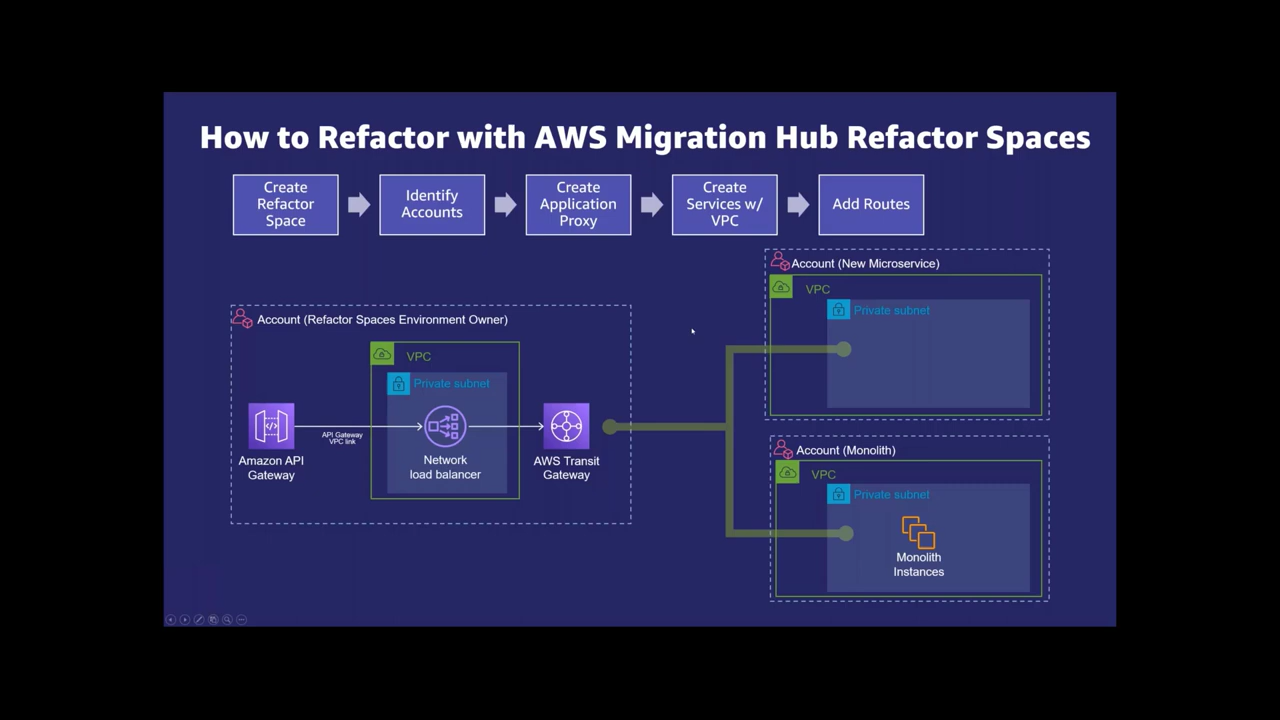 How to Refactor with AWS Migration Hub Refactor Spaces
Create
Refactor
Space
Identify
Accounts
Create
Application
Proxy
Create
Services w/
VPC
Add Routes
Account (New Microservice)
VPC
Private subnet
Account (Refactor Spaces Environment Owner)
VPC
Private subnet
API Gateway
VPC link
Amazon API
Gateway
Network
load balancer
AWS Transit
Gateway
Account (Monolith)
VPC
Private subnet
Monolith
Instances